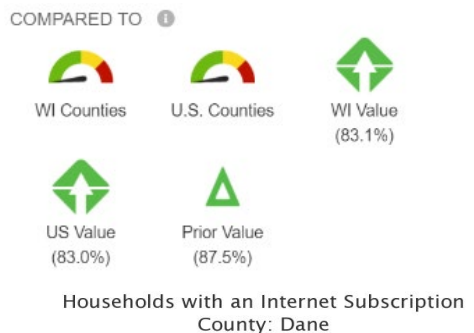 COMPARED TO
WI Counties
U.S. Counties
WI Value
(83.1%)
US Value
(83.0%)
Prior Value
(87.5%)
Households with an Internet Subscription
County: Dane